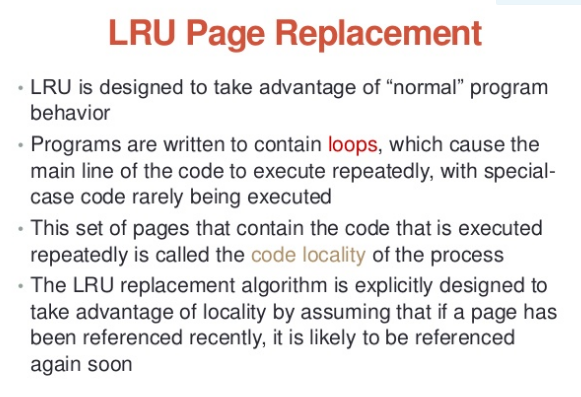 LRU Page Replacement
• LRU is designed to take advantage of “normal” program
behavior
• Programs are written to contain loops, which cause the
main line of the code to execute repeatedly, with special-
case code rarely being executed
• This set of pages that contain the code that is executed
repeatedly is called the code locality of the process
• The LRU replacement algorithm is explicitly designed to
take advantage of locality by assuming that if a page has
been referenced recently, it is likely to be referenced
again soon